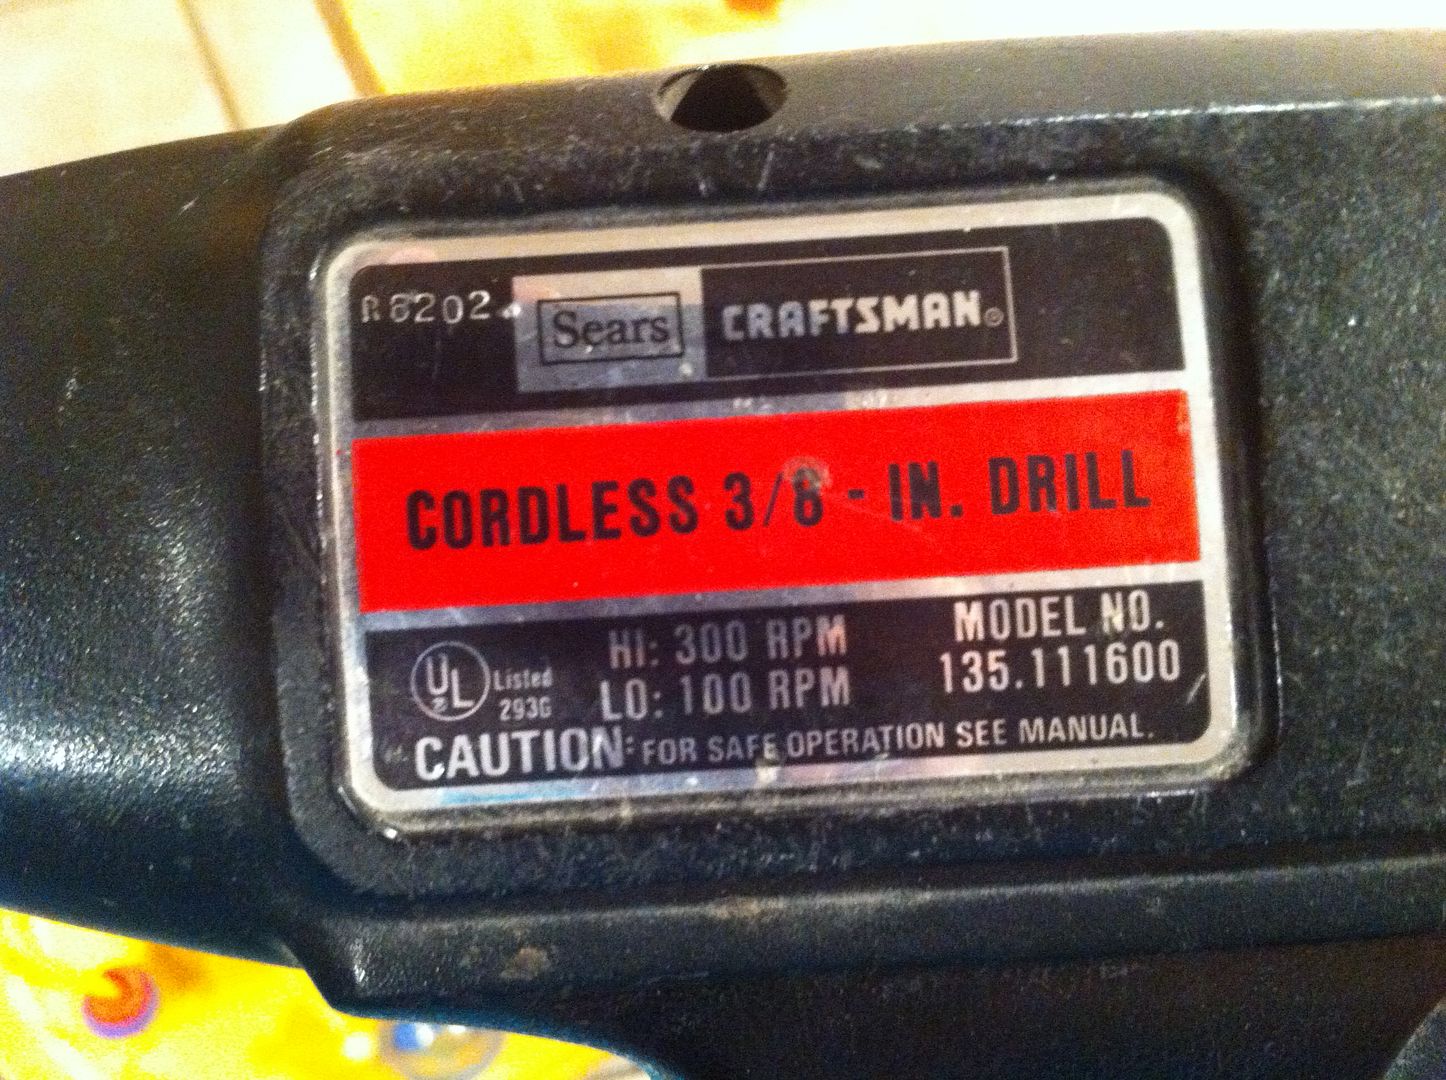 R8202
Sears CRAFTSMAN®
CORDLESS 3/8 - IN. DRILL
UL Listed 293G
HI: 300 RPM
LO: 100 RPM
MODEL NO.
135.111600
CAUTION: FOR SAFE OPERATION SEE MANUAL.